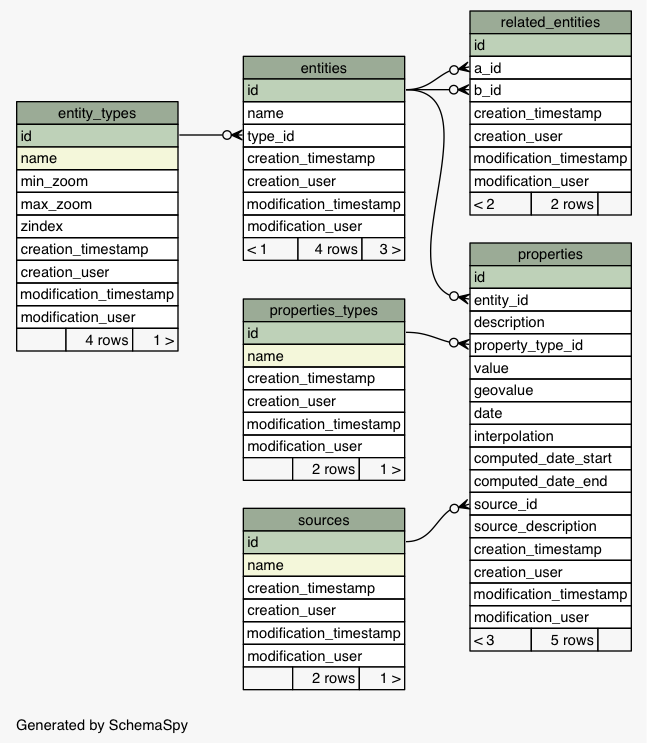 entity_types
id
name
min_zoom
max_zoom
zindex
creation_timestamp
creation_user
modification_timestamp
modification_user
4 rows 1 >
entities
id
name
type_id
creation_timestamp
creation_user
modification_timestamp
modification_user
< 1 4 rows 3 >
properties_types
id
name
creation_timestamp
creation_user
modification_timestamp
modification_user
2 rows 1 >
sources
id
name
creation_timestamp
creation_user
modification_timestamp
modification_user
2 rows 1 >
related_entities
id
a_id
b_id
creation_timestamp
creation_user
modification_timestamp
modification_user
< 2 2 rows
properties
id
entity_id
description
property_type_id
value
geovalue
date
interpolation
computed_date_start
computed_date_end
source_id
source_description
creation_timestamp
creation_user
modification_timestamp
modification_user
< 3 5 rows
Generated by SchemaSpy